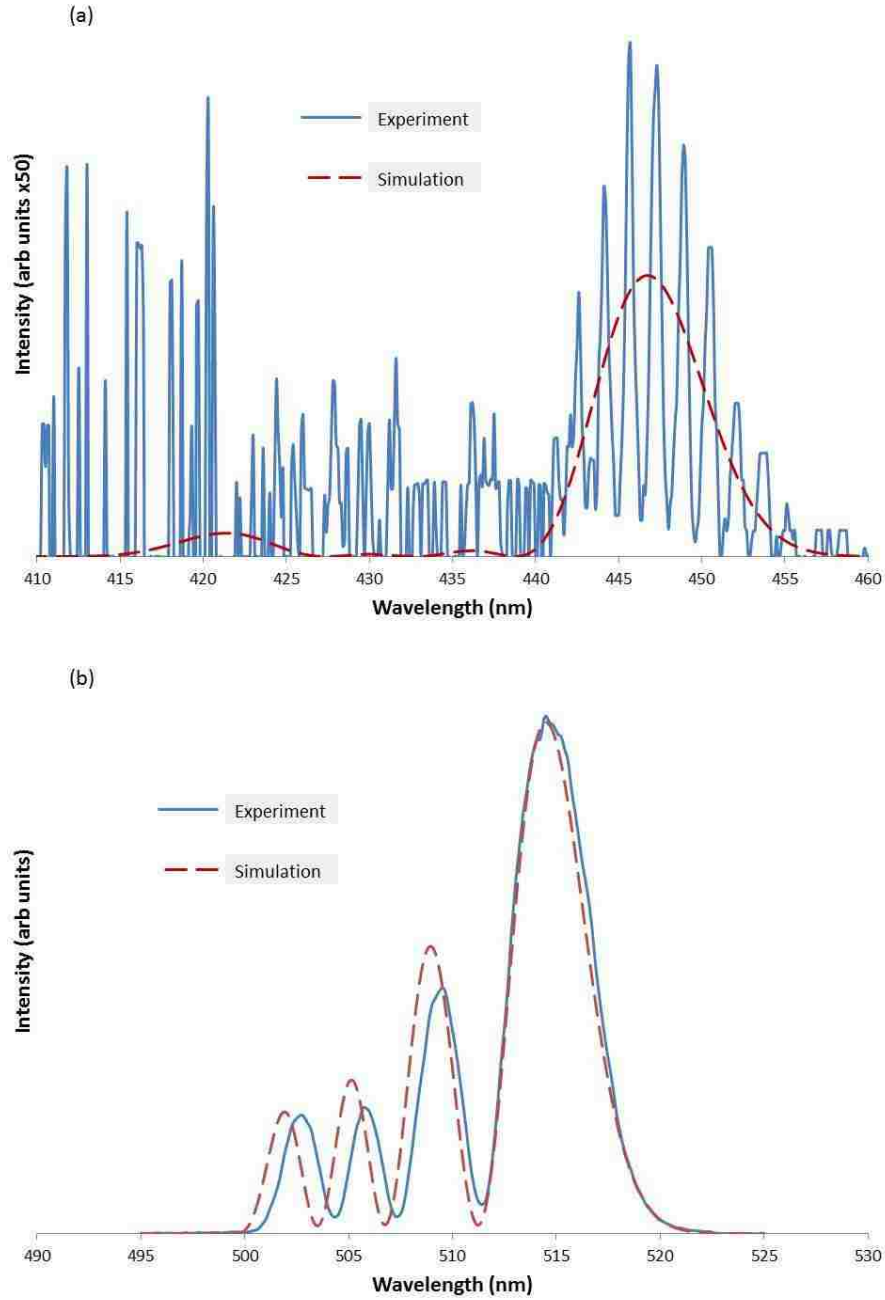 (a)
Experiment
Simulation
Intensity (arb units x50)
410 415 420 425 430 435 440 445 450 455 460
Wavelength (nm)
(b)
Experiment
Simulation
Intensity (arb units)
490 495 500 505 510 515 520 525 530
Wavelength (nm)